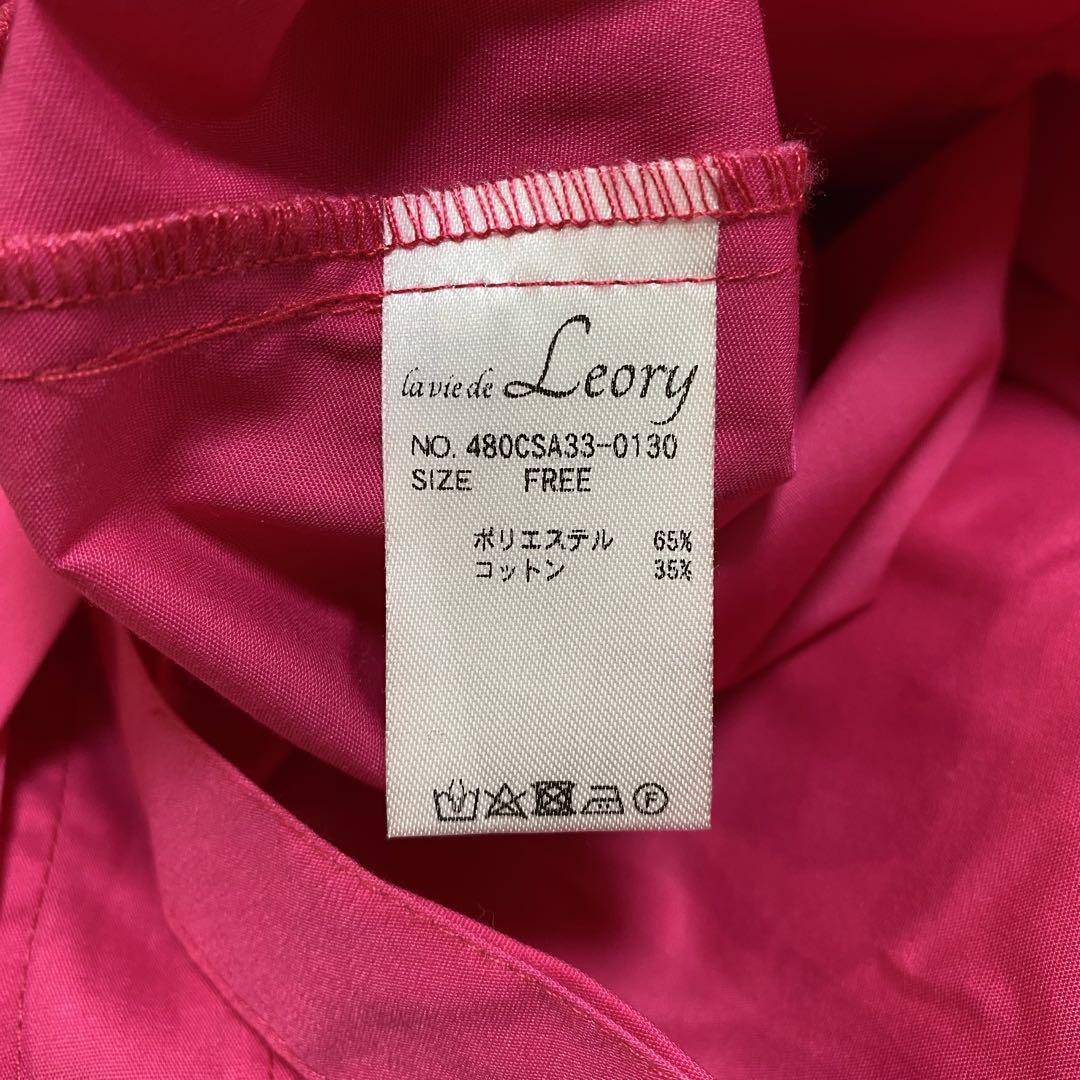 la vie de Leory
NO. 480CSA33-0130
SIZE FREE
ポリエステル 65%
コットン 35%
F